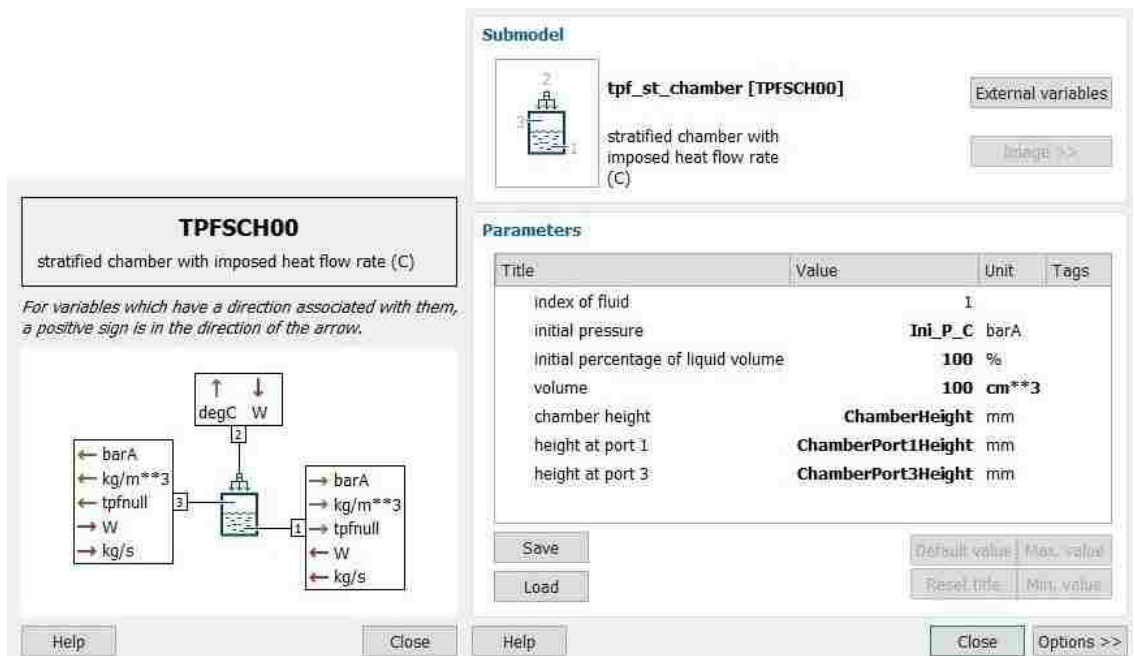 TPFSCH00
stratified chamber with imposed heat flow rate (C)
For variables which have a direction associated with them,
a positive sign is in the direction of the arrow.
↑ ↓
degC W
2
← barA
← kg/m**3
← tpfnull
→ W
→ kg/s
3
1
→ barA
→ kg/m**3
→ tpfnull
← W
← kg/s
Help
Close
Submodel
2
3
1
tpf_st_chamber [TPFSCH00]
stratified chamber with
imposed heat flow rate
(C)
External variables
Image >>
Parameters
Title Value Unit Tags
index of fluid 1
initial pressure Ini_P_C barA
initial percentage of liquid volume 100 %
volume 100 cm**3
chamber height ChamberHeight mm
height at port 1 ChamberPort1Height mm
height at port 3 ChamberPort3Height mm
Save
Default value Max. value
Load
Reset title Min. value
Help
Close
Options >>